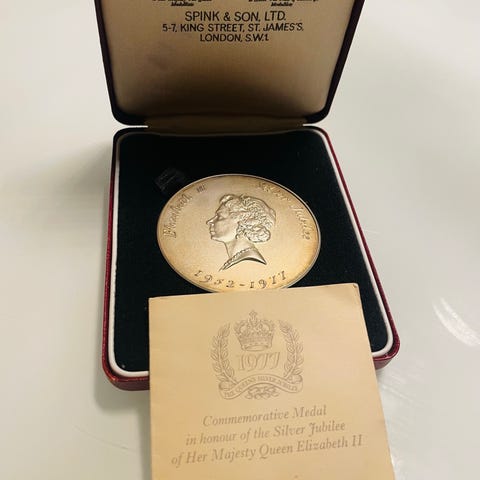 SPINK & SON, LTD.
5-7, KING STREET, ST. JAMES'S,
LONDON, S.W.1.
Elizabeth II Silver Jubilee
1952-1977
1977
THE QUEENS SILVER JUBILEE
Commemorative Medal
in honour of the Silver Jubilee
of Her Majesty Queen Elizabeth II